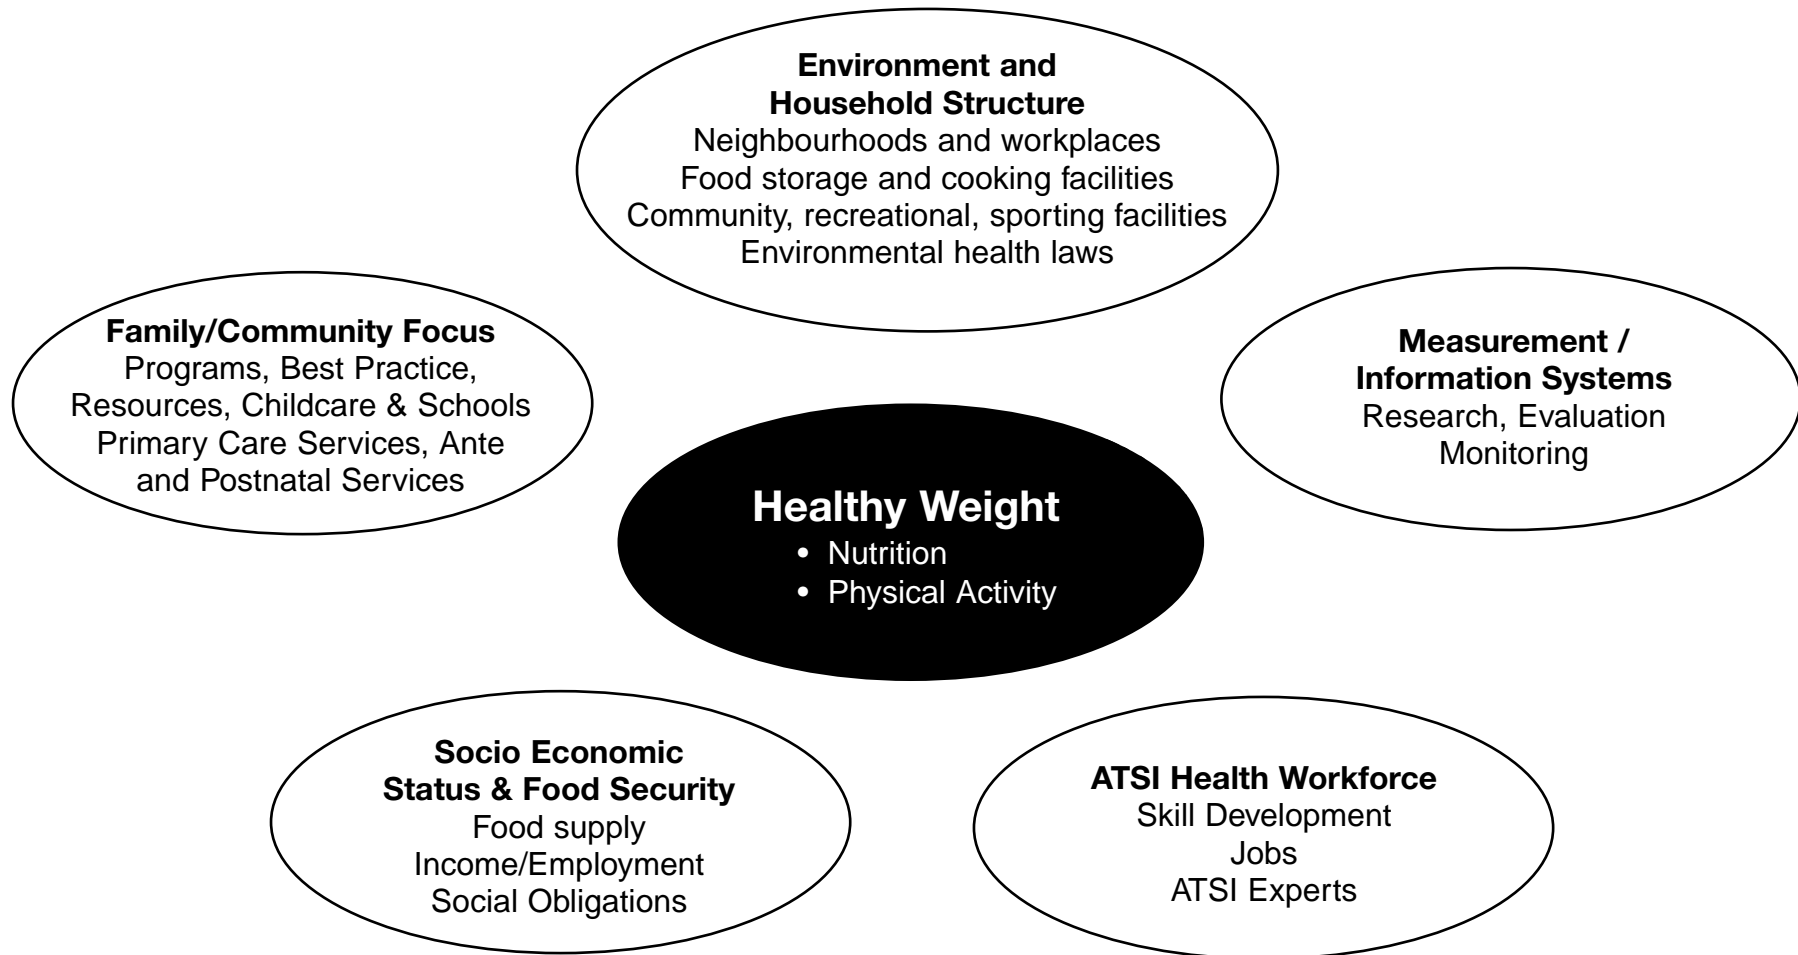 Environment and
Household Structure
Neighbourhoods and workplaces
Food storage and cooking facilities
Community, recreational, sporting facilities
Environmental health laws
Family/Community Focus
Programs, Best Practice,
Resources, Childcare & Schools
Primary Care Services, Ante
and Postnatal Services
Measurement /
Information Systems
Research, Evaluation
Monitoring
Healthy Weight
• Nutrition
• Physical Activity
Socio Economic
Status & Food Security
Food supply
Income/Employment
Social Obligations
ATSI Health Workforce
Skill Development
Jobs
ATSI Experts